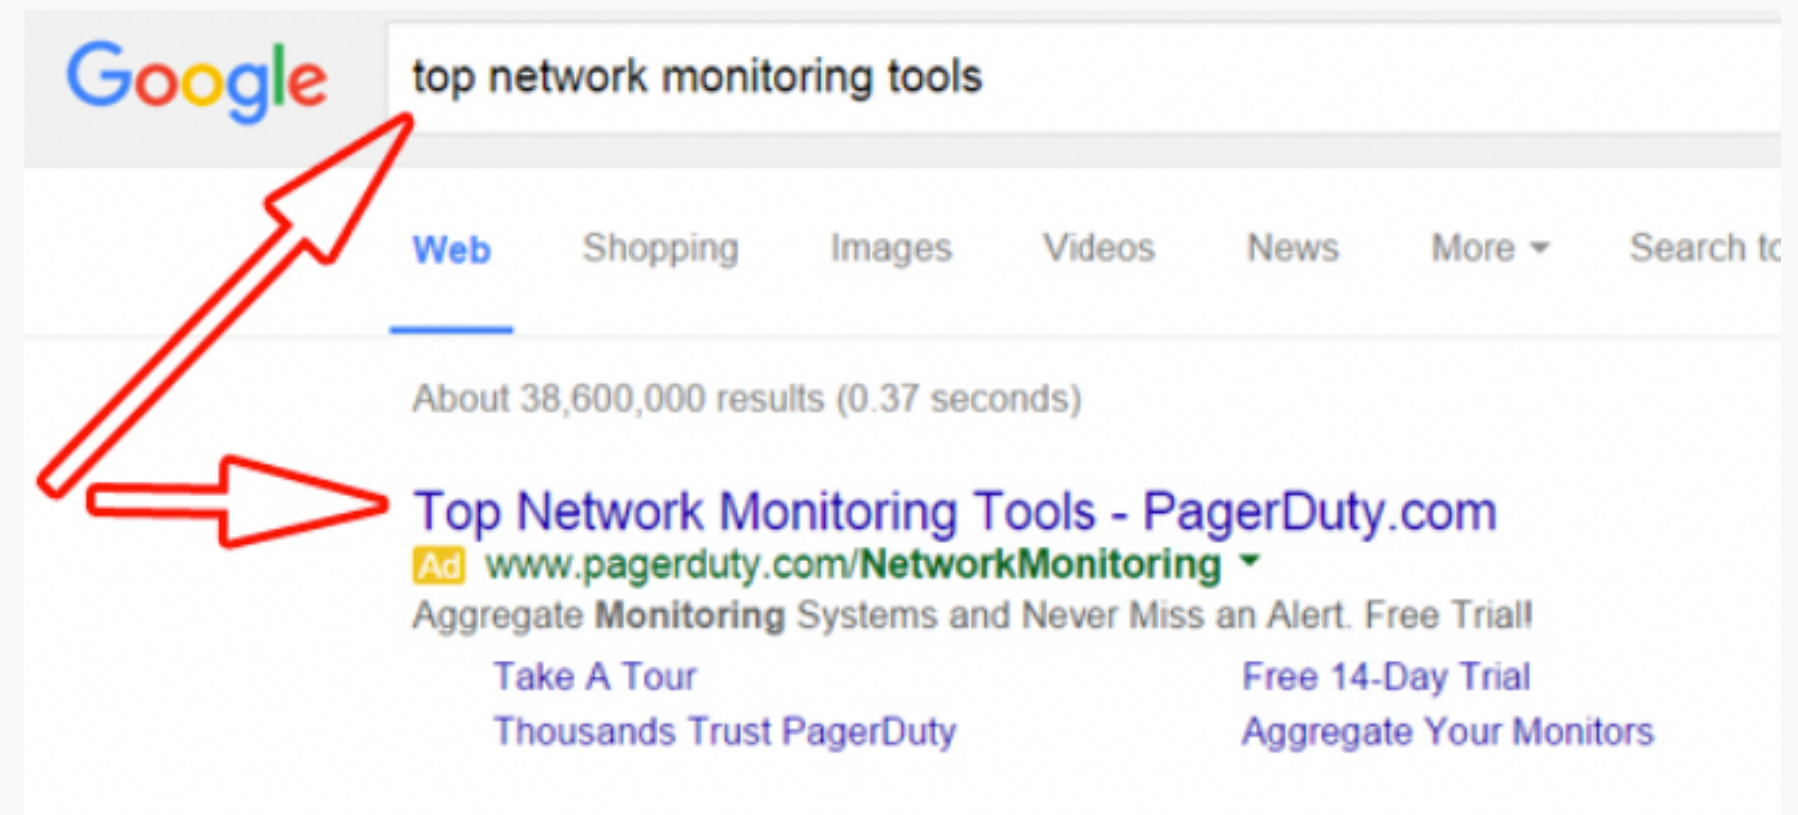 Google top network monitoring tools
Web Shopping Images Videos News More Search
About 38,600,000 results (0.37 seconds)
Top Network Monitoring Tools - PagerDuty.com
Ad www.pagerduty.com/NetworkMonitoring
Aggregate Monitoring Systems and Never Miss an Alert. Free Trial!
Take A Tour Free 14-Day Trial
Thousands Trust PagerDuty Aggregate Your Monitors